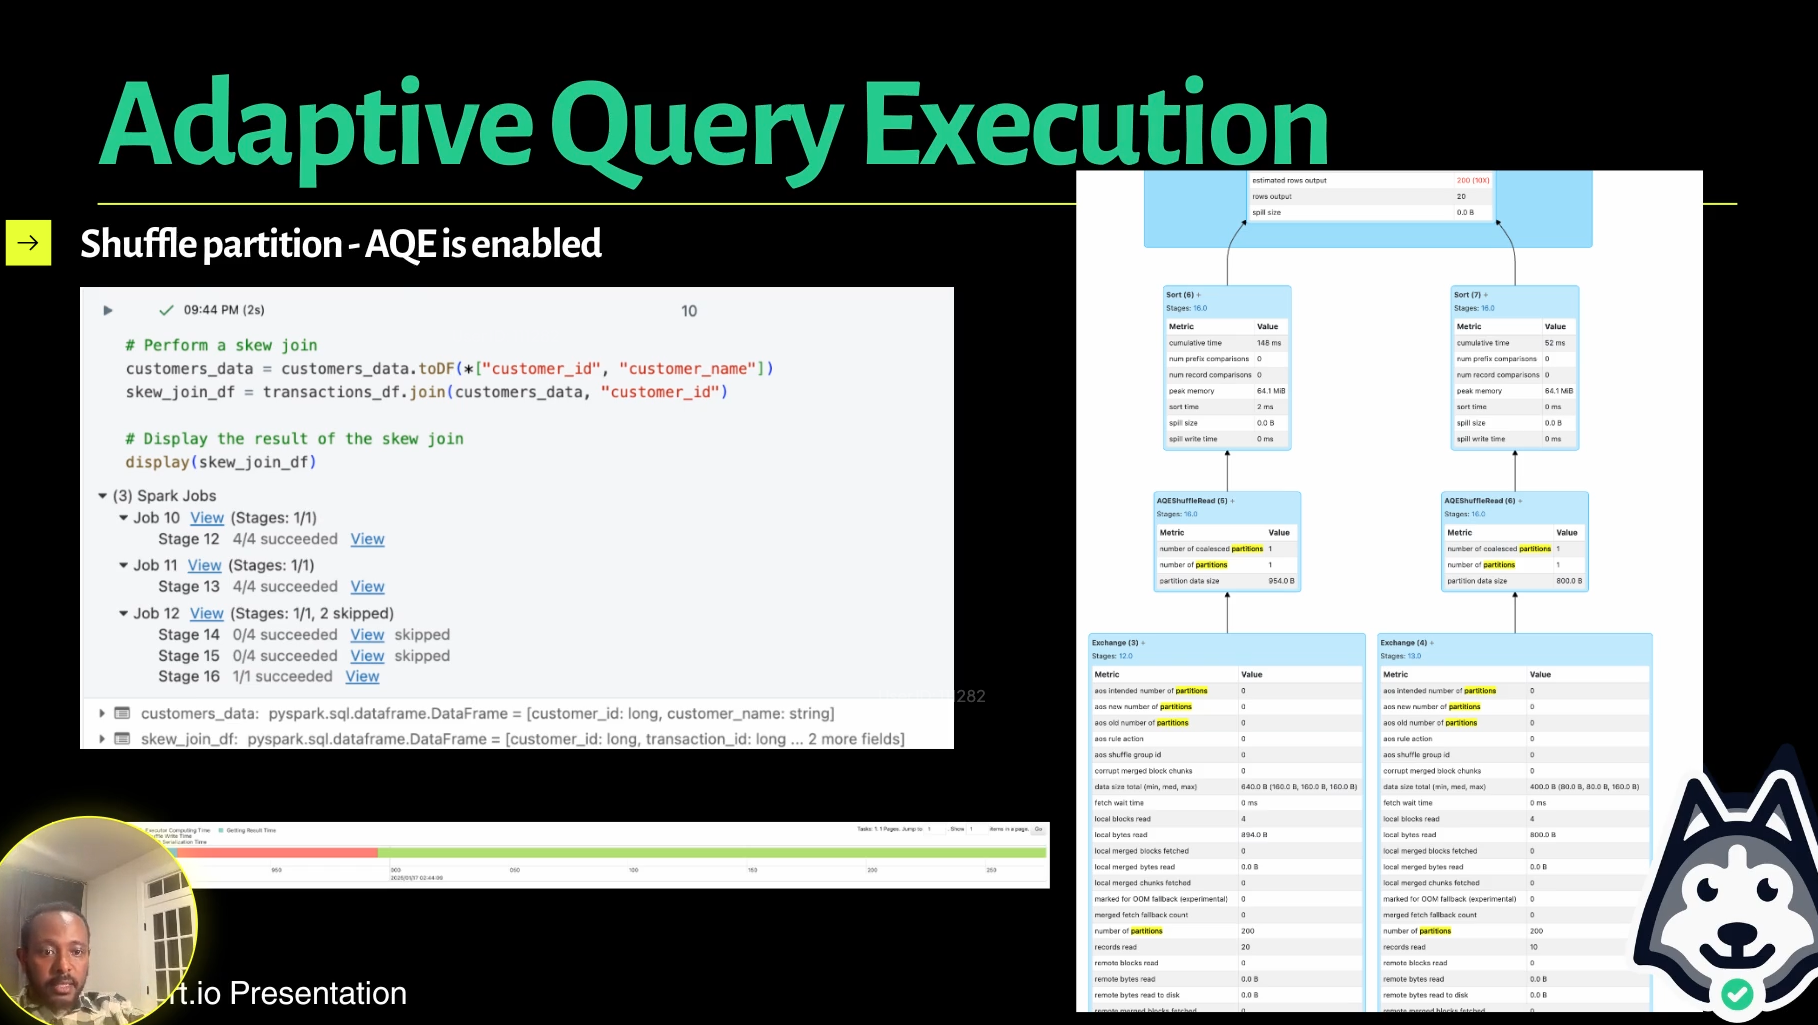 Adaptive Query Execution
Shuffle partition - AQE is enabled
09:44 PM (2s)
10
# Perform a skew join
customers_data = customers_data.toDF(*["customer_id", "customer_name"])
skew_join_df = transactions_df.join(customers_data, "customer_id")
# Display the result of the skew join
display(skew_join_df)
(3) Spark Jobs
Job 10 View (Stages: 1/1)
Stage 12 4/4 succeeded View
Job 11 View (Stages: 1/1)
Stage 13 4/4 succeeded View
Job 12 View (Stages: 1/1, 2 skipped)
Stage 14 0/4 succeeded View skipped
Stage 15 0/4 succeeded View skipped
Stage 16 1/1 succeeded View
customers_data: pyspark.sql.dataframe.DataFrame = [customer_id: long, customer_name: string]
skew_join_df: pyspark.sql.dataframe.DataFrame = [customer_id: long, transaction_id: long ... 2 more fields]
282
Executor Computing Time Getting Result Time
Write Time
Serialization Time
Tasks: 1. 1 Pages. Jump to: 1 . Show 1 items in a page. Go
950 000 050 100 150 200 250
rt.io Presentation
estimated rows output 200 (10X)
rows output 20
spill size 0.0 B
Sort (6) +
Stages: 16.0
Metric Value
cumulative time 148 ms
num prefix comparisons 0
num record comparisons 0
peak memory 64.1 MiB
sort time 2 ms
spill size 0.0 B
spill write time 0 ms
Sort (7) +
Stages: 16.0
Metric Value
cumulative time 52 ms
num prefix comparisons 0
num record comparisons 0
peak memory 64.1 MiB
sort time 0 ms
spill size 0.0 B
spill write time 0 ms
AQEShuffleRead (5) +
Stages: 16.0
Metric Value
number of coalesced partitions 1
number of partitions 1
partition data size 954.0 B
AQEShuffleRead (6) +
Stages: 16.0
Metric Value
number of coalesced partitions 1
number of partitions 1
partition data size 800.0 B
Exchange (3) +
Stages: 12.0
Metric Value
aos intended number of partitions 0
aos new number of partitions 0
aos old number of partitions 0
aos rule action 0
aos shuffle group id 0
corrupt merged block chunks 0
data size total (min, med, max) 640.0 B (160.0 B, 160.0 B, 160.0 B)
fetch wait time 0 ms
local blocks read 4
local bytes read 894.0 B
local merged blocks fetched 0
local merged bytes read 0.0 B
local merged chunks fetched 0
marked for OOM fallback (experimental) 0
merged fetch fallback count 0
number of partitions 200
records read 20
remote blocks read 0
remote bytes read 0.0 B
remote bytes read to disk 0.0 B
remote merged blocks fetched 0
Exchange (4) +
Stages: 13.0
Metric Value
aos intended number of partitions 0
aos new number of partitions 0
aos old number of partitions 0
aos rule action 0
aos shuffle group id 0
corrupt merged block chunks 0
data size total (min, med, max) 400.0 B (80.0 B, 80.0 B, 160.0 B)
fetch wait time 0 ms
local blocks read 4
local bytes read 800.0 B
local merged blocks fetched 0
local merged bytes read 0.0 B
local merged chunks fetched 0
marked for OOM fallback (experimental) 0
merged fetch fallback count 0
number of partitions 200
records read 10
remote blocks read 0
remote bytes read 0.0 B
remote bytes read to disk 0.0 B
remote merged blocks fetched 0